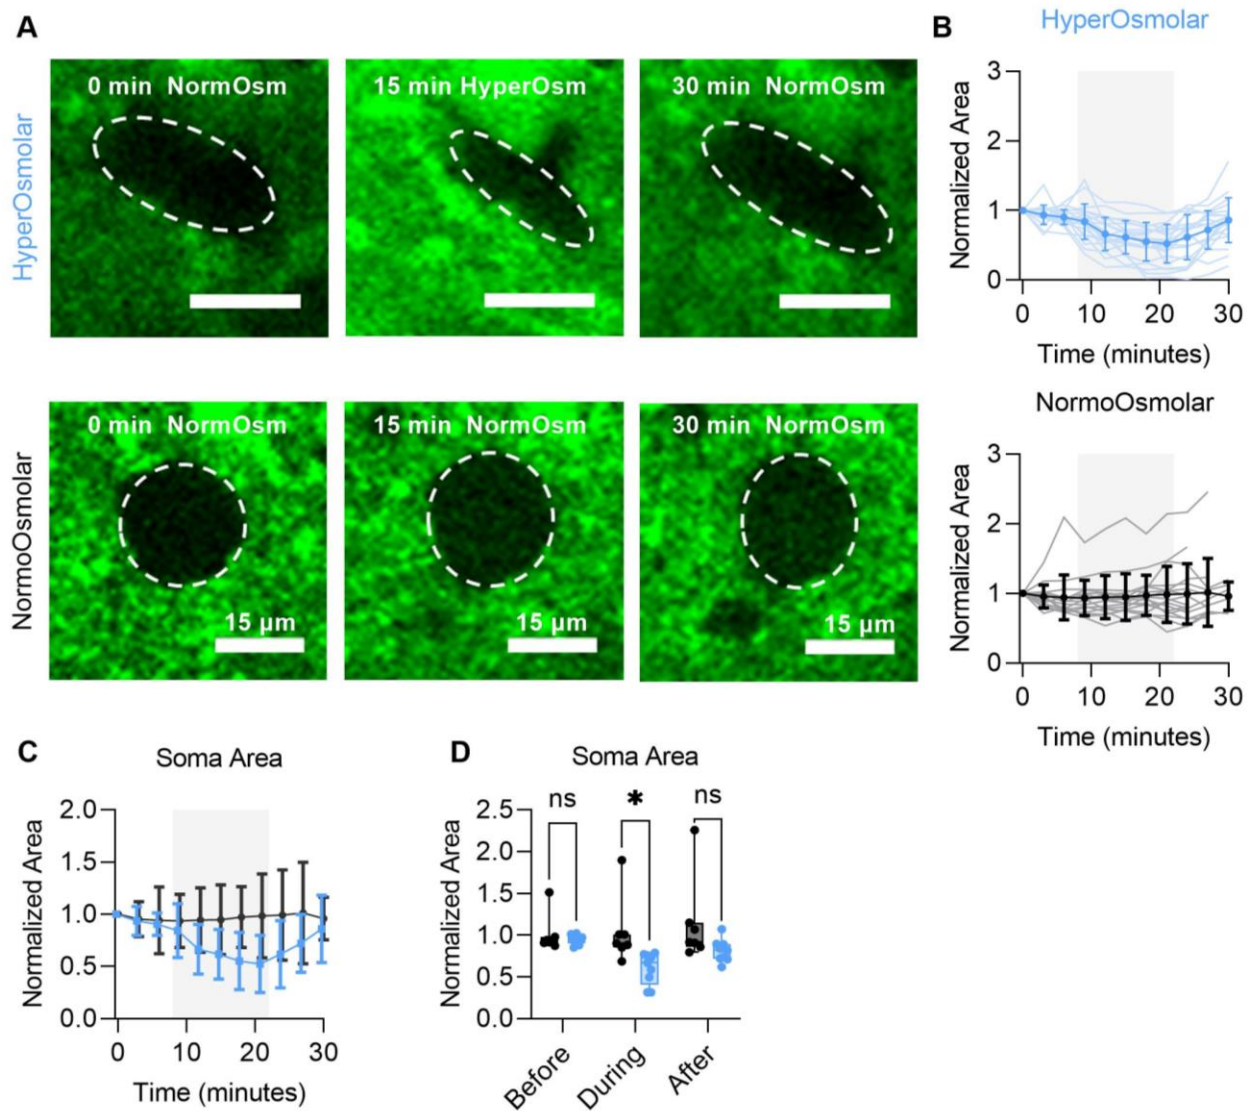 A
HyperOsmolar
0 min NormOsm
15 min HyperOsm
30 min NormOsm
NormoOsmolar
0 min NormOsm
15 min NormOsm
30 min NormOsm
15 µm
15 µm
15 µm
B
HyperOsmolar
Normalized Area
3
2
1
0
0 10 20 30
Time (minutes)
NormoOsmolar
Normalized Area
3
2
1
0
0 10 20 30
Time (minutes)
C
Soma Area
Normalized Area
2.0
1.5
1.0
0.5
0.0
0 10 20 30
Time (minutes)
D
Soma Area
Normalized Area
2.5
2.0
1.5
1.0
0.5
0.0
ns * ns
Before
During
After